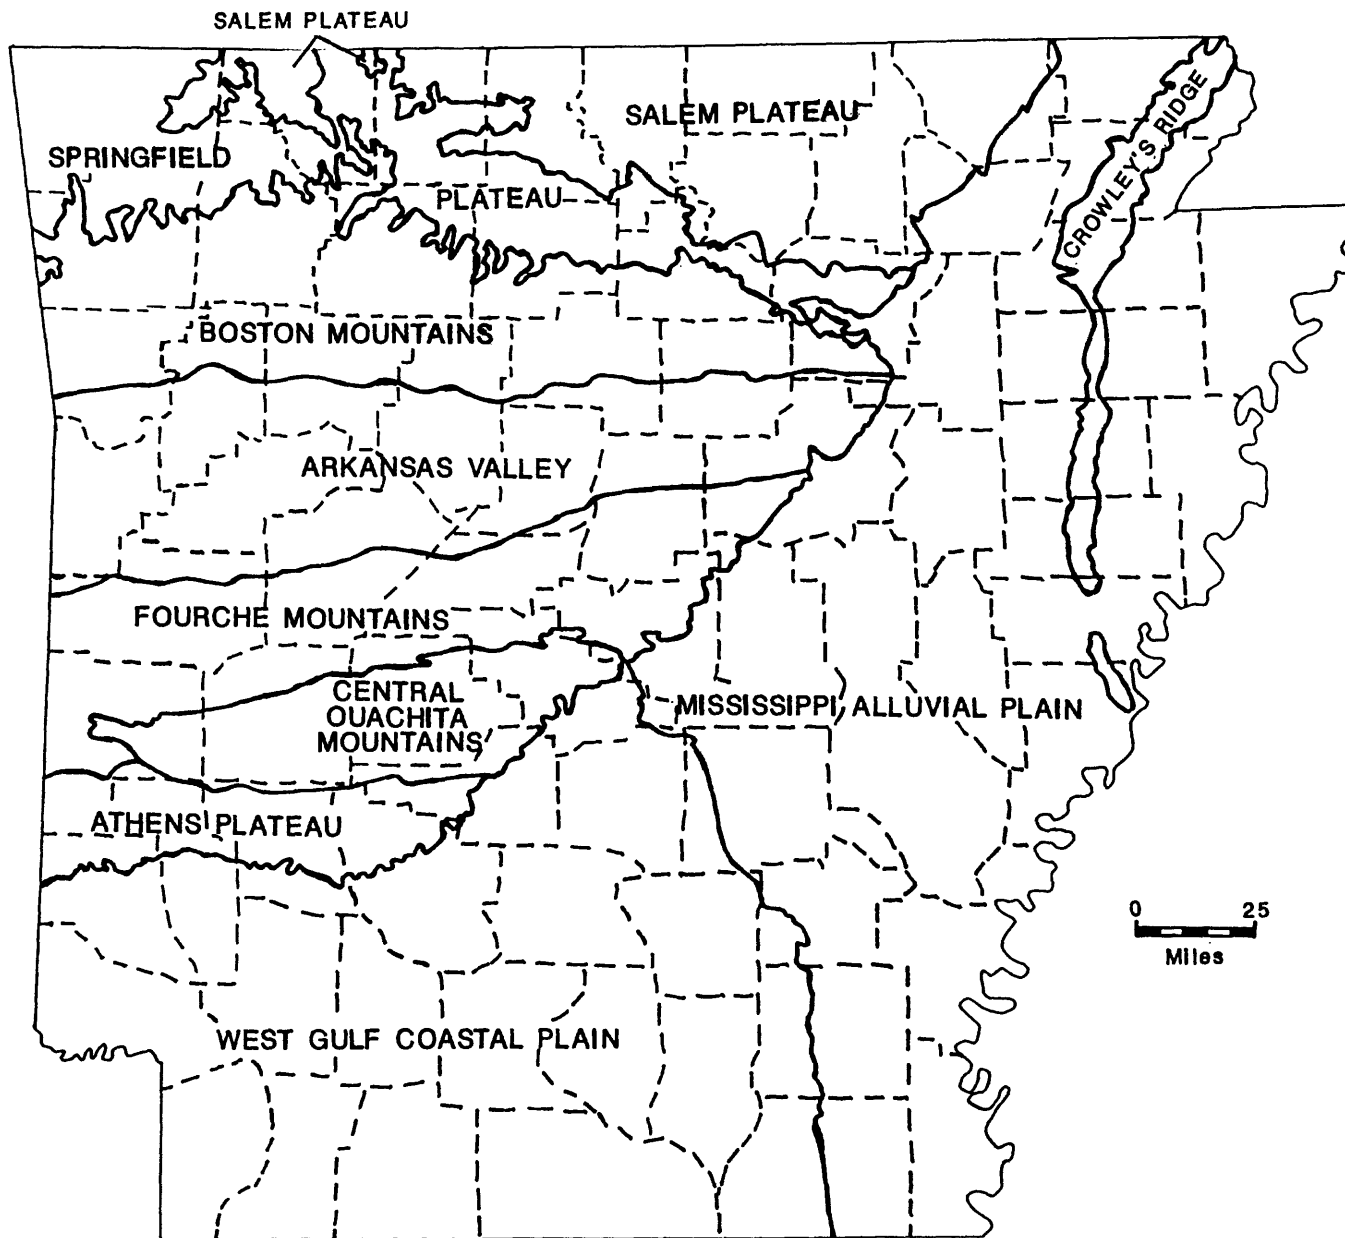 SALEM PLATEAU
SALEM PLATEAU
CROWLEY'S RIDGE
SPRINGFIELD
PLATEAU
BOSTON MOUNTAINS
ARKANSAS VALLEY
FOURCHE MOUNTAINS
CENTRAL
OUACHITA
MOUNTAINS
MISSISSIPPI ALLUVIAL PLAIN
ATHENS PLATEAU
0 25
Miles
WEST GULF COASTAL PLAIN